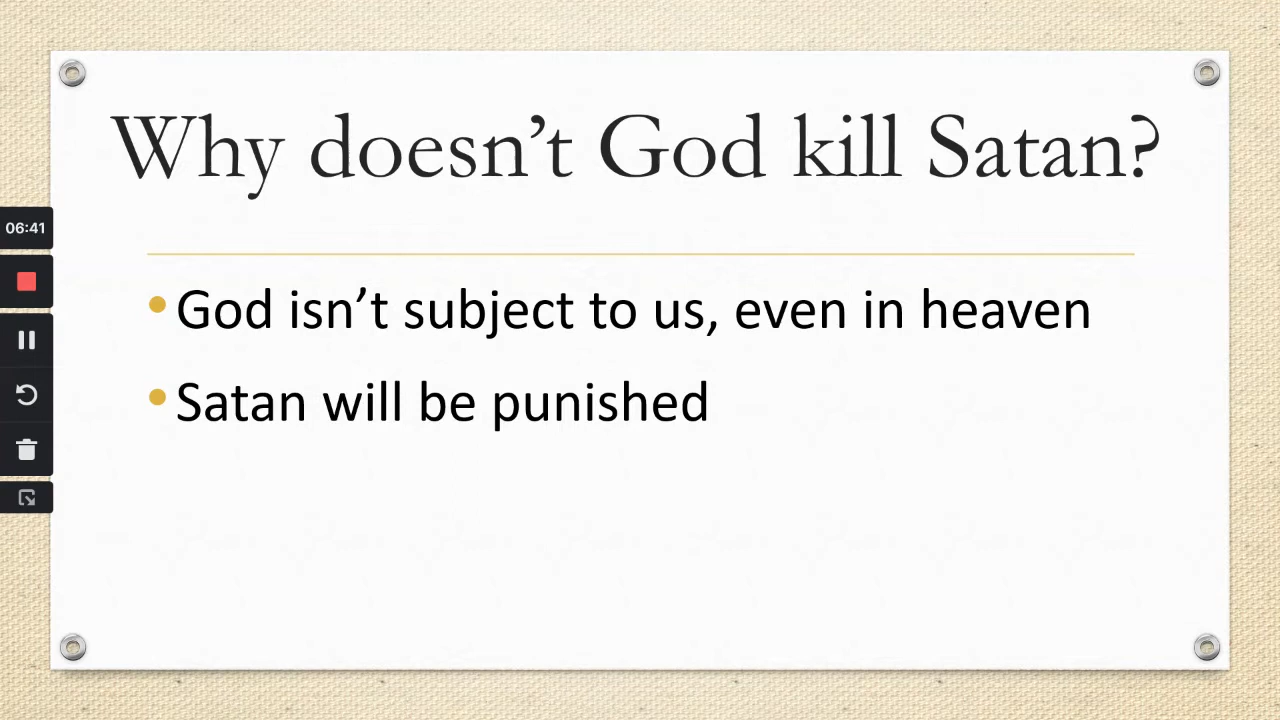 Why doesn’t God kill Satan?
06:41
• God isn’t subject to us, even in heaven
• Satan will be punished